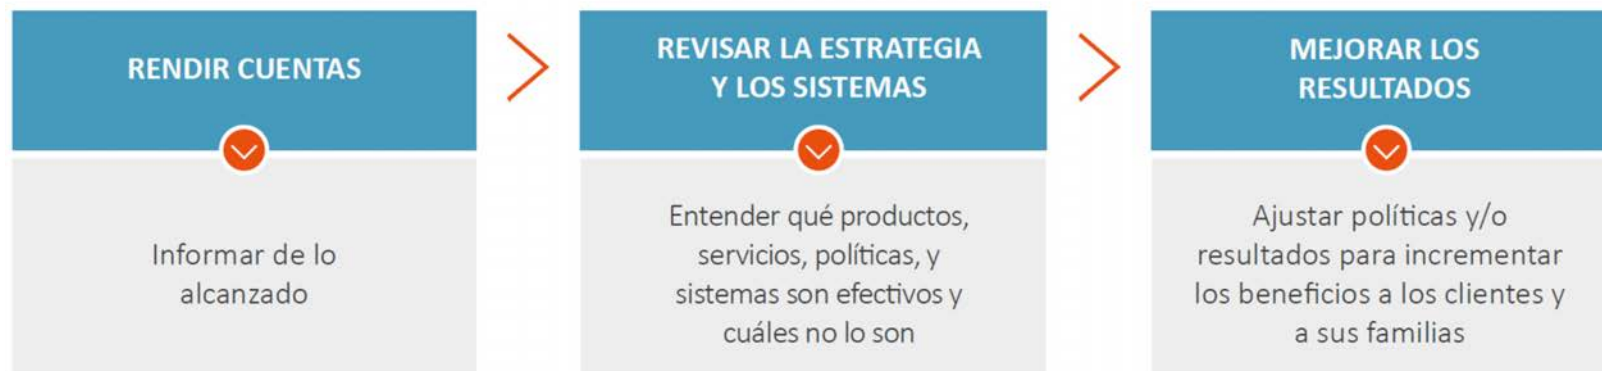 RENDIR CUENTAS
Informar de lo
alcanzado
REVISAR LA ESTRATEGIA
Y LOS SISTEMAS
Entender qué productos,
servicios, políticas, y
sistemas son efectivos y
cuáles no lo son
MEJORAR LOS
RESULTADOS
Ajustar políticas y/o
resultados para incrementar
los beneficios a los clientes y
a sus familias